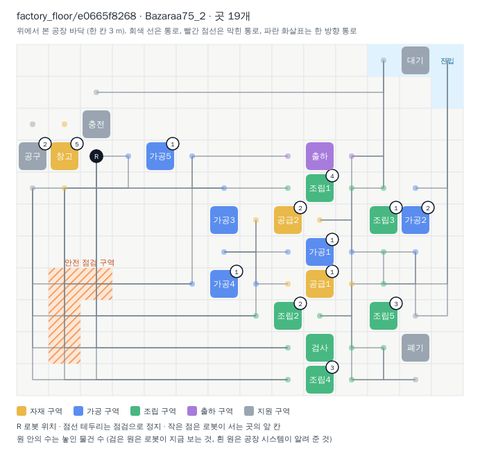 factory_floor/e0665f8268 · Bazaraa75_2 · 곳 19개
위에서 본 공장 바닥 (한 칸 3 m). 회색 선은 통로, 빨간 점선은 막힌 통로, 파란 화살표는 한 방향 통로
대기
충전
2
5
1
공구
창고
R
가공5
출하
4
조립1
2
1
2
가공3
공급2
조립3
가공2
1
가공1
안전 점검 구역
1
1
가공4
공급1
2
3
조립2
조립5
검사
폐기
3
조립4
자재 구역
가공 구역
조립 구역
출하 구역
지원 구역
R 로봇 위치 · 점선 테두리는 점검으로 정지 · 작은 점은 로봇이 서는 곳의 앞 칸
원 안의 수는 놓인 물건 수 (검은 원은 로봇이 지금 보는 것, 흰 원은 공장 시스템이 알려 준 것)